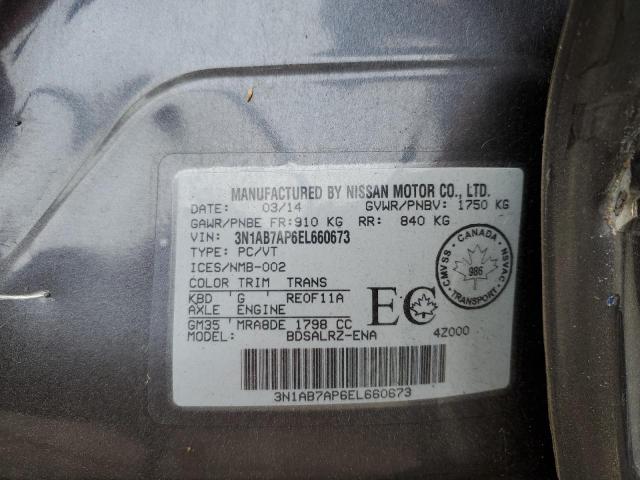 MANUFACTURED BY NISSAN MOTOR CO., LTD.
DATE: 03/14 GVWR/PNBV: 1750 KG
GAWR/PNBE FR: 910 KG RR: 840 KG
VIN: 3N1AB7AP6EL660673
TYPE: PC/VT
ICES/NMB-002
COLOR TRIM TRANS
KBD G RE0F11A
AXLE ENGINE
GM35 MRA8DE 1798 CC
MODEL: BDSALRZ-ENA 4Z000
EC
CANADA
CMVSS 986 NSVAC
TRANSPORT
3N1AB7AP6EL660673